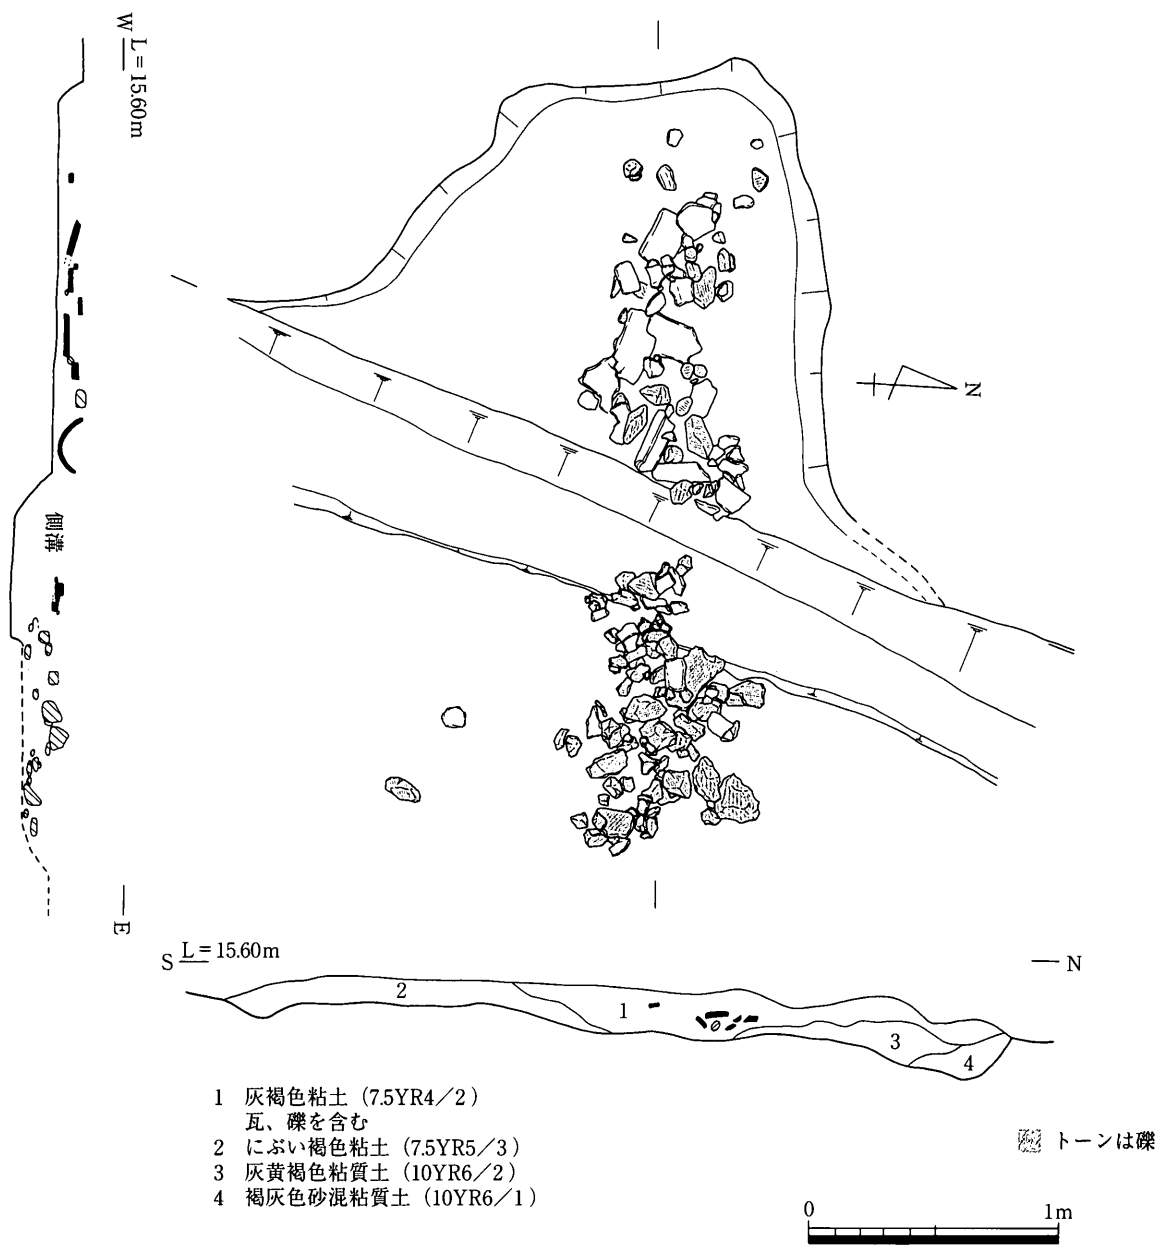 W
L＝15.60m
N
側溝
E
S
L＝15.60m
N
2
1
3
4
1 灰褐色粘土（7.5YR4／2）
瓦、礫を含む
2 にぶい褐色粘土（7.5YR5／3）
3 灰黄褐色粘質土（10YR6／2）
4 褐灰色砂混粘質土（10YR6／1）
トーンは礫
0 1m